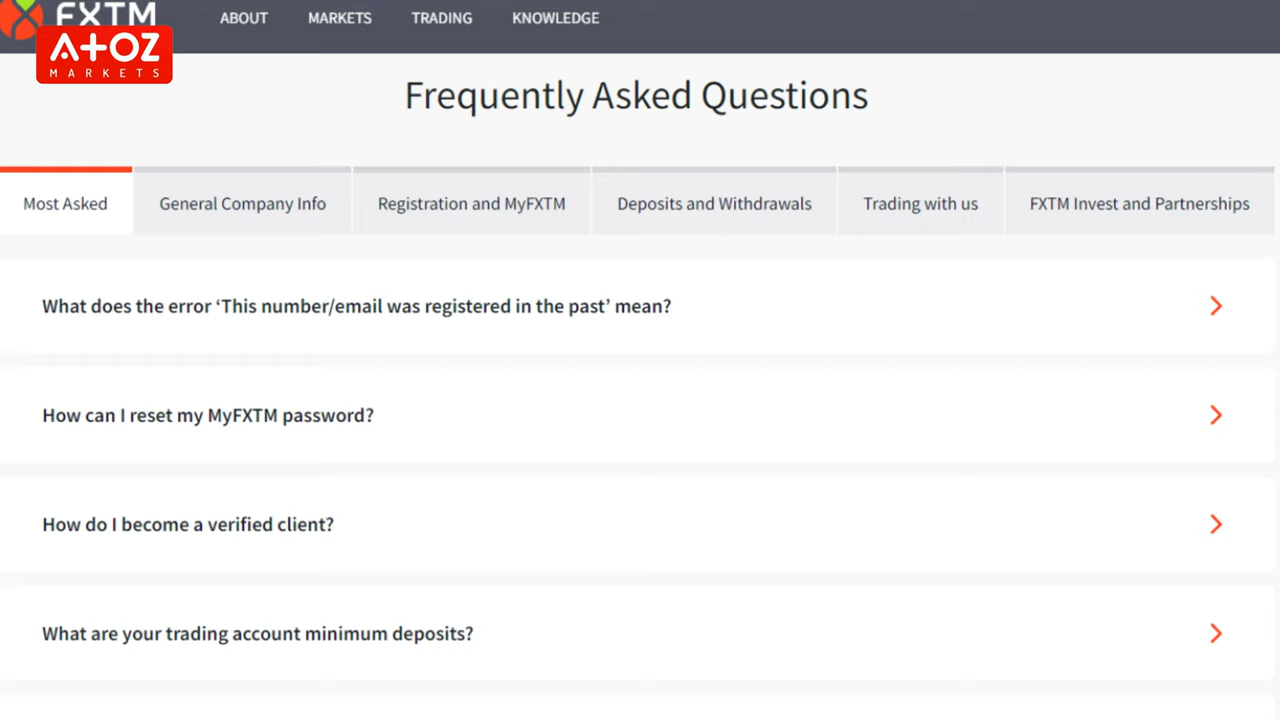 FXTM
ABOUT MARKETS TRADING KNOWLEDGE
A+OZ
MARKETS
Frequently Asked Questions
Most Asked General Company Info Registration and MyFXTM Deposits and Withdrawals Trading with us FXTM Invest and Partnerships
What does the error ‘This number/email was registered in the past’ mean?
How can I reset my MyFXTM password?
How do I become a verified client?
What are your trading account minimum deposits?